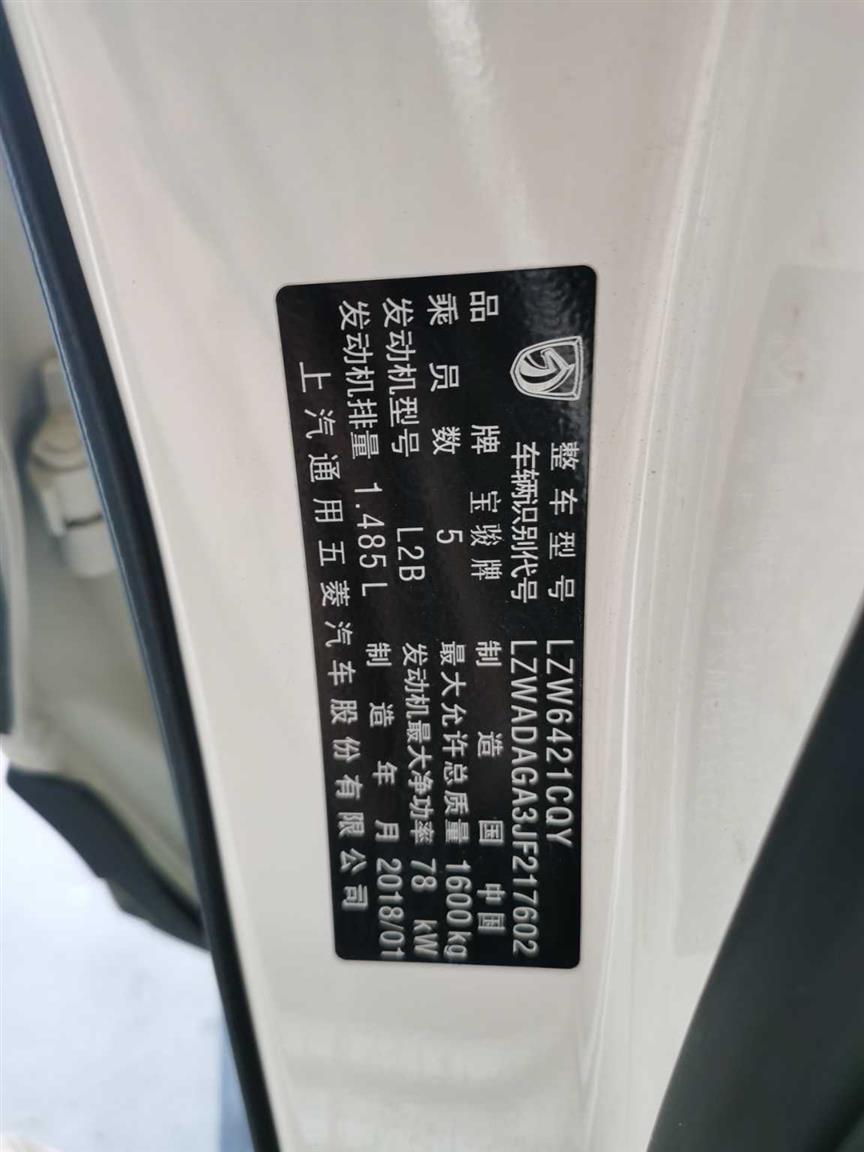 整车型号 LZW6421CQY
车辆识别代号 LZWADAGA3JF217602
品牌 宝骏牌 制造国 中国
乘员数 5 最大允许总质量 1600kg
发动机型号 L2B 发动机最大净功率 78 kW
发动机排量 1.485L 制造年月 2018/01
上汽通用五菱汽车股份有限公司